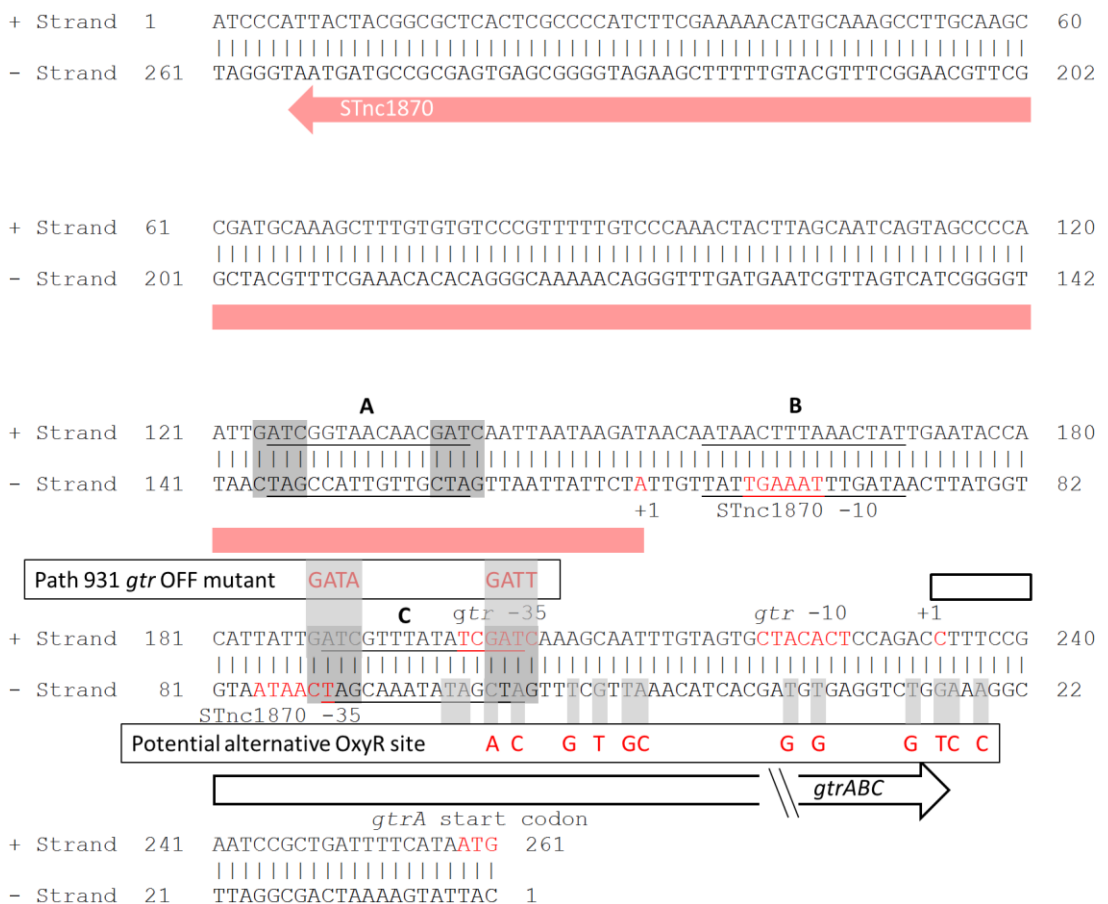 + Strand 1 ATCCCATTACTACGGCGCTCACTCGCCCCATCTTCGAAAAACATGCAAAGCCTTGCAAGC 60
- Strand 261 TAGGGTAATGATGCCGCGAGTGAGCGGGGTAGAAGCTTTTTGTACGTTTCGGAACGTTCG 202
STnc1870
+ Strand 61 CGATGCAAAGCTTTGTGTGTCCCGTTTTTGTCCCAAACTACTTAGCAATCAGTAGCCCCA 120
- Strand 201 GCTACGTTTCGAAACACACAGGGCAAAAACAGGGTTTGATGAATCGTTAGTCATCGGGGT 142
A B
+ Strand 121 ATTGATCGGTAACAACGATCAATTAATAAGATAACAATAACTTTAAACTATTGAATACCA 180
- Strand 141 TAACTAGCCATTGTTGCTAGTTAATTATTCTATTGTTATTGAAATTTGATAACTTATGGT 82
+1 STnc1870 -10
Path 931 gtr OFF mutant GATA GATT
C gtr -35 gtr -10 +1
+ Strand 181 CATTATTGATCGTTTATATCGATCAAAGCAATTTGTAGTGCTACACTCCAGACCTTTCCG 240
- Strand 81 GTAATAACTAGCAAATATAGCTAGTTTCGTTAAACATCACGATGTGAGGTCTGGAAAGGC 22
STnc1870 -35
Potential alternative OxyR site A C G T GC G G G TC C
gtrABC
gtrA start codon
+ Strand 241 AATCCGCTGATTTTCATAATG 261
- Strand 21 TTAGGCGACTAAAAGTATTAC 1